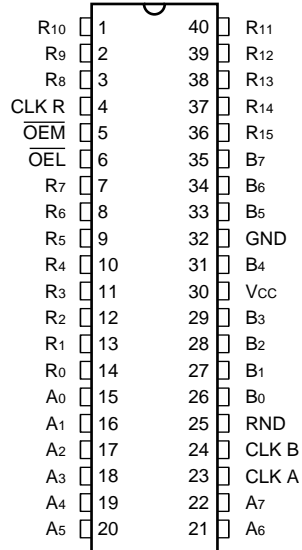 R10 1 40 R11
R9 2 39 R12
R8 3 38 R13
CLK R 4 37 R14
OEM 5 36 R15
OEL 6 35 B7
R7 7 34 B6
R6 8 33 B5
R5 9 32 GND
R4 10 31 B4
R3 11 30 VCC
R2 12 29 B3
R1 13 28 B2
R0 14 27 B1
A0 15 26 B0
A1 16 25 RND
A2 17 24 CLK B
A3 18 23 CLK A
A4 19 22 A7
A5 20 21 A6